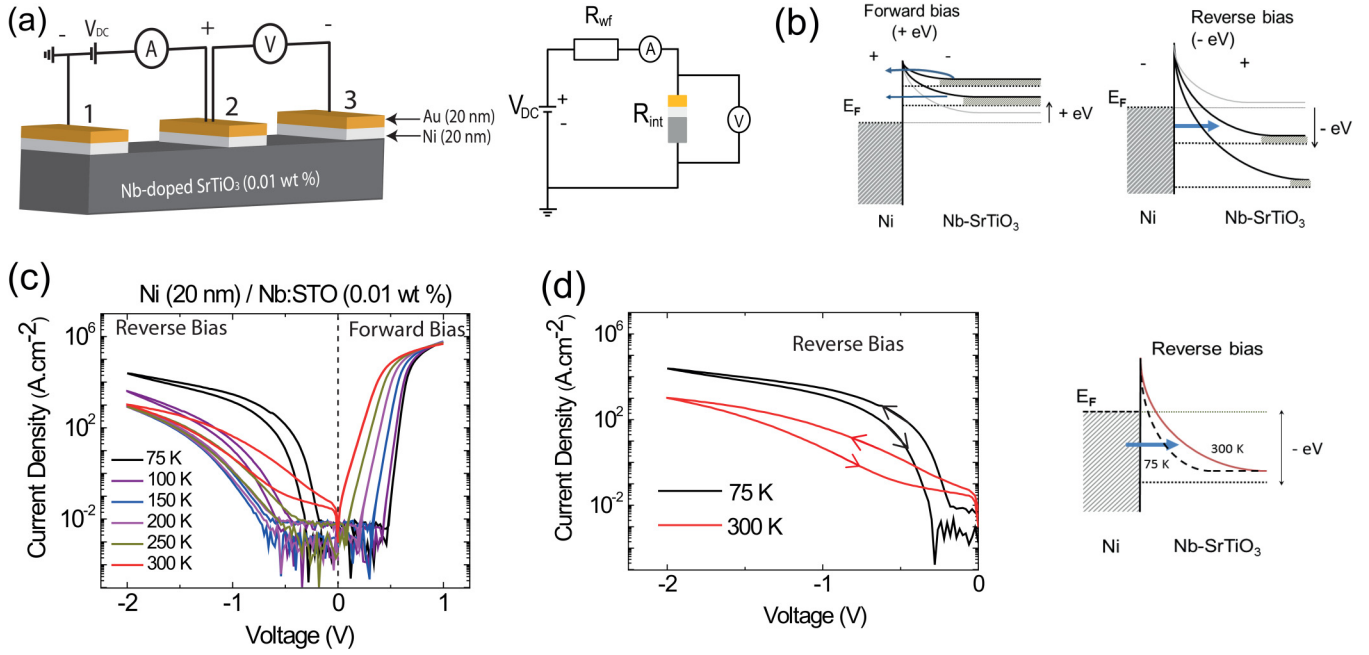 (a)
- V_DC A + V -
1 2 3
Au (20 nm)
Ni (20 nm)
Nb-doped SrTiO₃ (0.01 wt %)
R_wf
A
V_DC + -
R_int
V
(b)
Forward bias
(+ eV)
+ -
E_F
+ eV
Ni Nb-SrTiO₃
Reverse bias
(- eV)
- +
E_F
- eV
Ni Nb-SrTiO₃
(c)
Ni (20 nm) / Nb:STO (0.01 wt %)
Reverse Bias Forward Bias
Current Density (A.cm⁻²)
10⁶
10²
10⁻²
75 K
100 K
150 K
200 K
250 K
300 K
-2 -1 0 1
Voltage (V)
(d)
Reverse Bias
Current Density (A.cm⁻²)
10⁶
10²
10⁻²
75 K
300 K
-2 -1 0
Voltage (V)
Reverse bias
E_F
300 K
75 K
- eV
Ni Nb-SrTiO₃